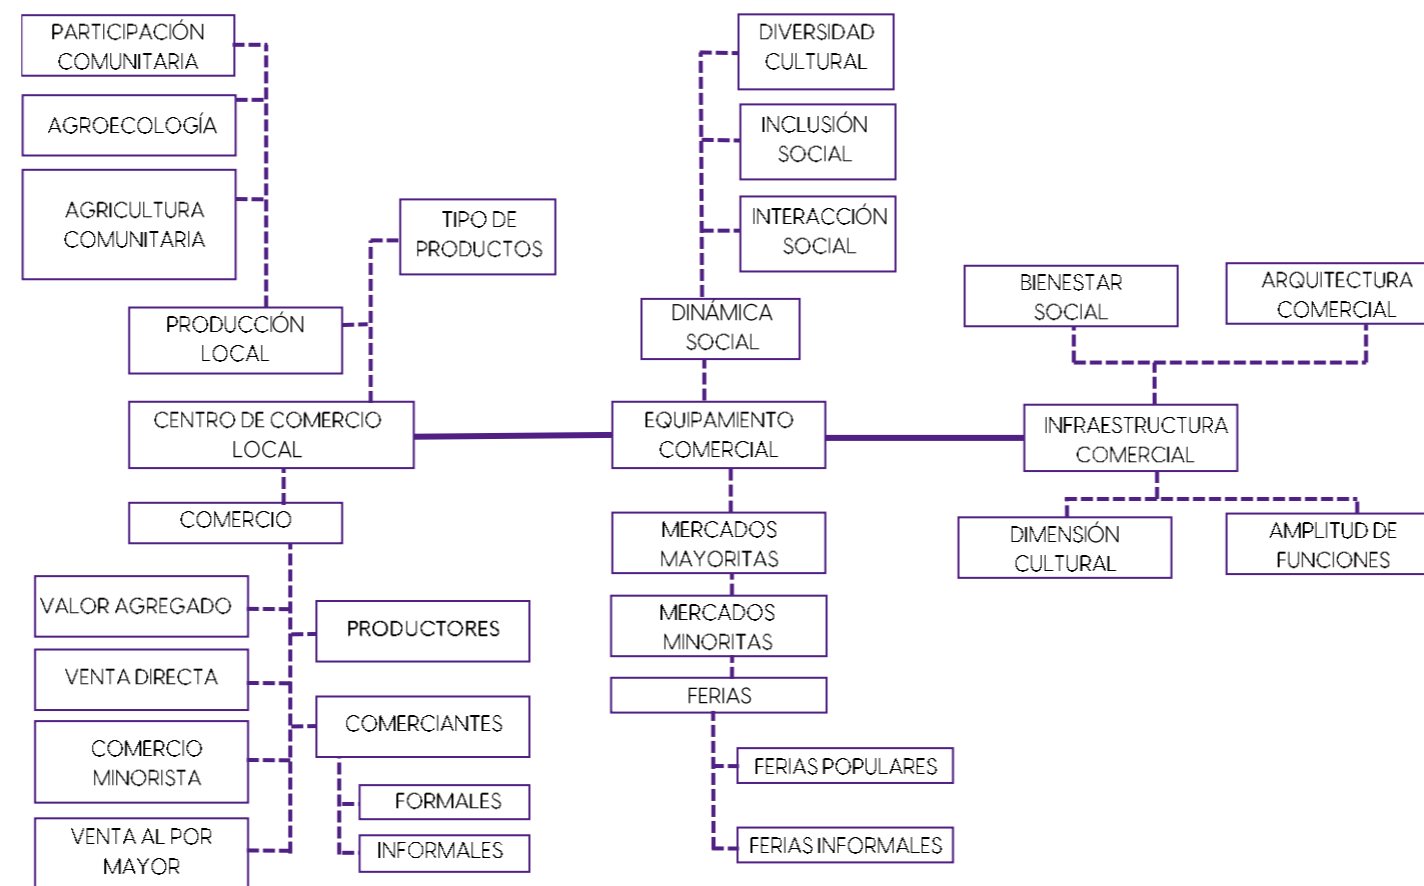 PARTICIPACIÓN
COMUNITARIA
AGROECOLOGÍA
AGRICULTURA
COMUNITARIA
TIPO DE
PRODUCTOS
PRODUCCIÓN
LOCAL
CENTRO DE COMERCIO
LOCAL
COMERCIO
VALOR AGREGADO
VENTA DIRECTA
COMERCIO
MINORISTA
VENTA AL POR
MAYOR
PRODUCTORES
COMERCIANTES
FORMALES
INFORMALES
DIVERSIDAD
CULTURAL
INCLUSIÓN
SOCIAL
INTERACCIÓN
SOCIAL
DINÁMICA
SOCIAL
EQUIPAMIENTO
COMERCIAL
MERCADOS
MAYORITAS
MERCADOS
MINORITAS
FERIAS
FERIAS POPULARES
FERIAS INFORMALES
BIENESTAR
SOCIAL
ARQUITECTURA
COMERCIAL
INFRAESTRUCTURA
COMERCIAL
DIMENSIÓN
CULTURAL
AMPLITUD DE
FUNCIONES